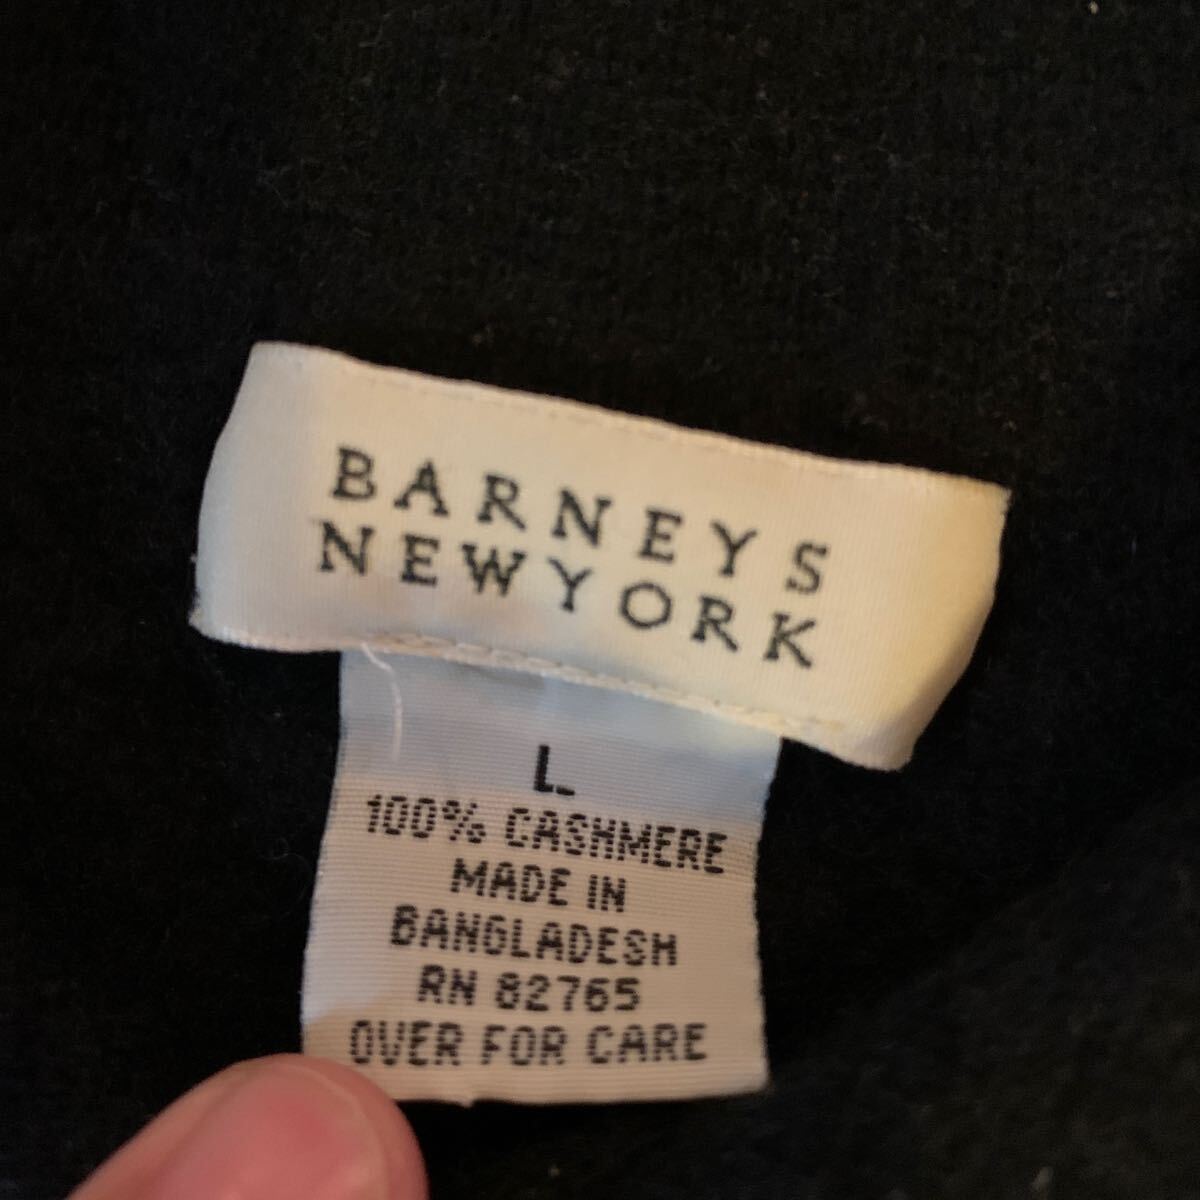 BARNEYS
NEWYORK
L
100% CASHMERE
MADE IN
BANGLADESH
RN 82765
OVER FOR CARE